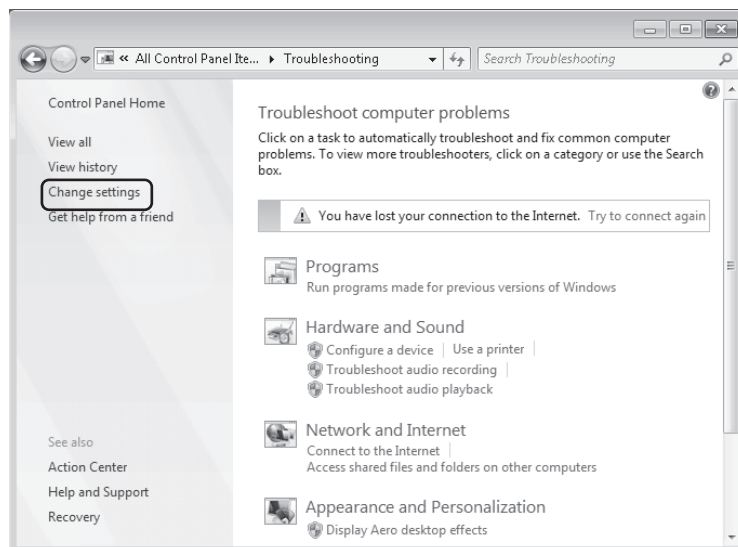 « All Control Panel Ite... Troubleshooting Search Troubleshooting
Control Panel Home
View all
View history
Change settings
Get help from a friend
Troubleshoot computer problems
Click on a task to automatically troubleshoot and fix common computer
problems. To view more troubleshooters, click on a category or use the Search
box.
You have lost your connection to the Internet. Try to connect again
Programs
Run programs made for previous versions of Windows
Hardware and Sound
Configure a device | Use a printer |
Troubleshoot audio recording |
Troubleshoot audio playback
Network and Internet
Connect to the Internet |
Access shared files and folders on other computers
Appearance and Personalization
Display Aero desktop effects
See also
Action Center
Help and Support
Recovery